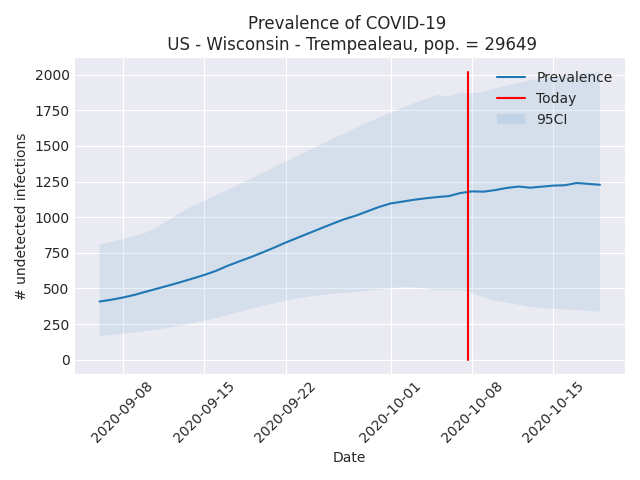 Prevalence of COVID-19
US - Wisconsin - Trempealeau, pop. = 29649
2000
1750
1500
1250
1000
750
500
250
0
# undetected infections
Prevalence
Today
95CI
2020-09-08
2020-09-15
2020-09-22
2020-10-01
2020-10-08
2020-10-15
Date